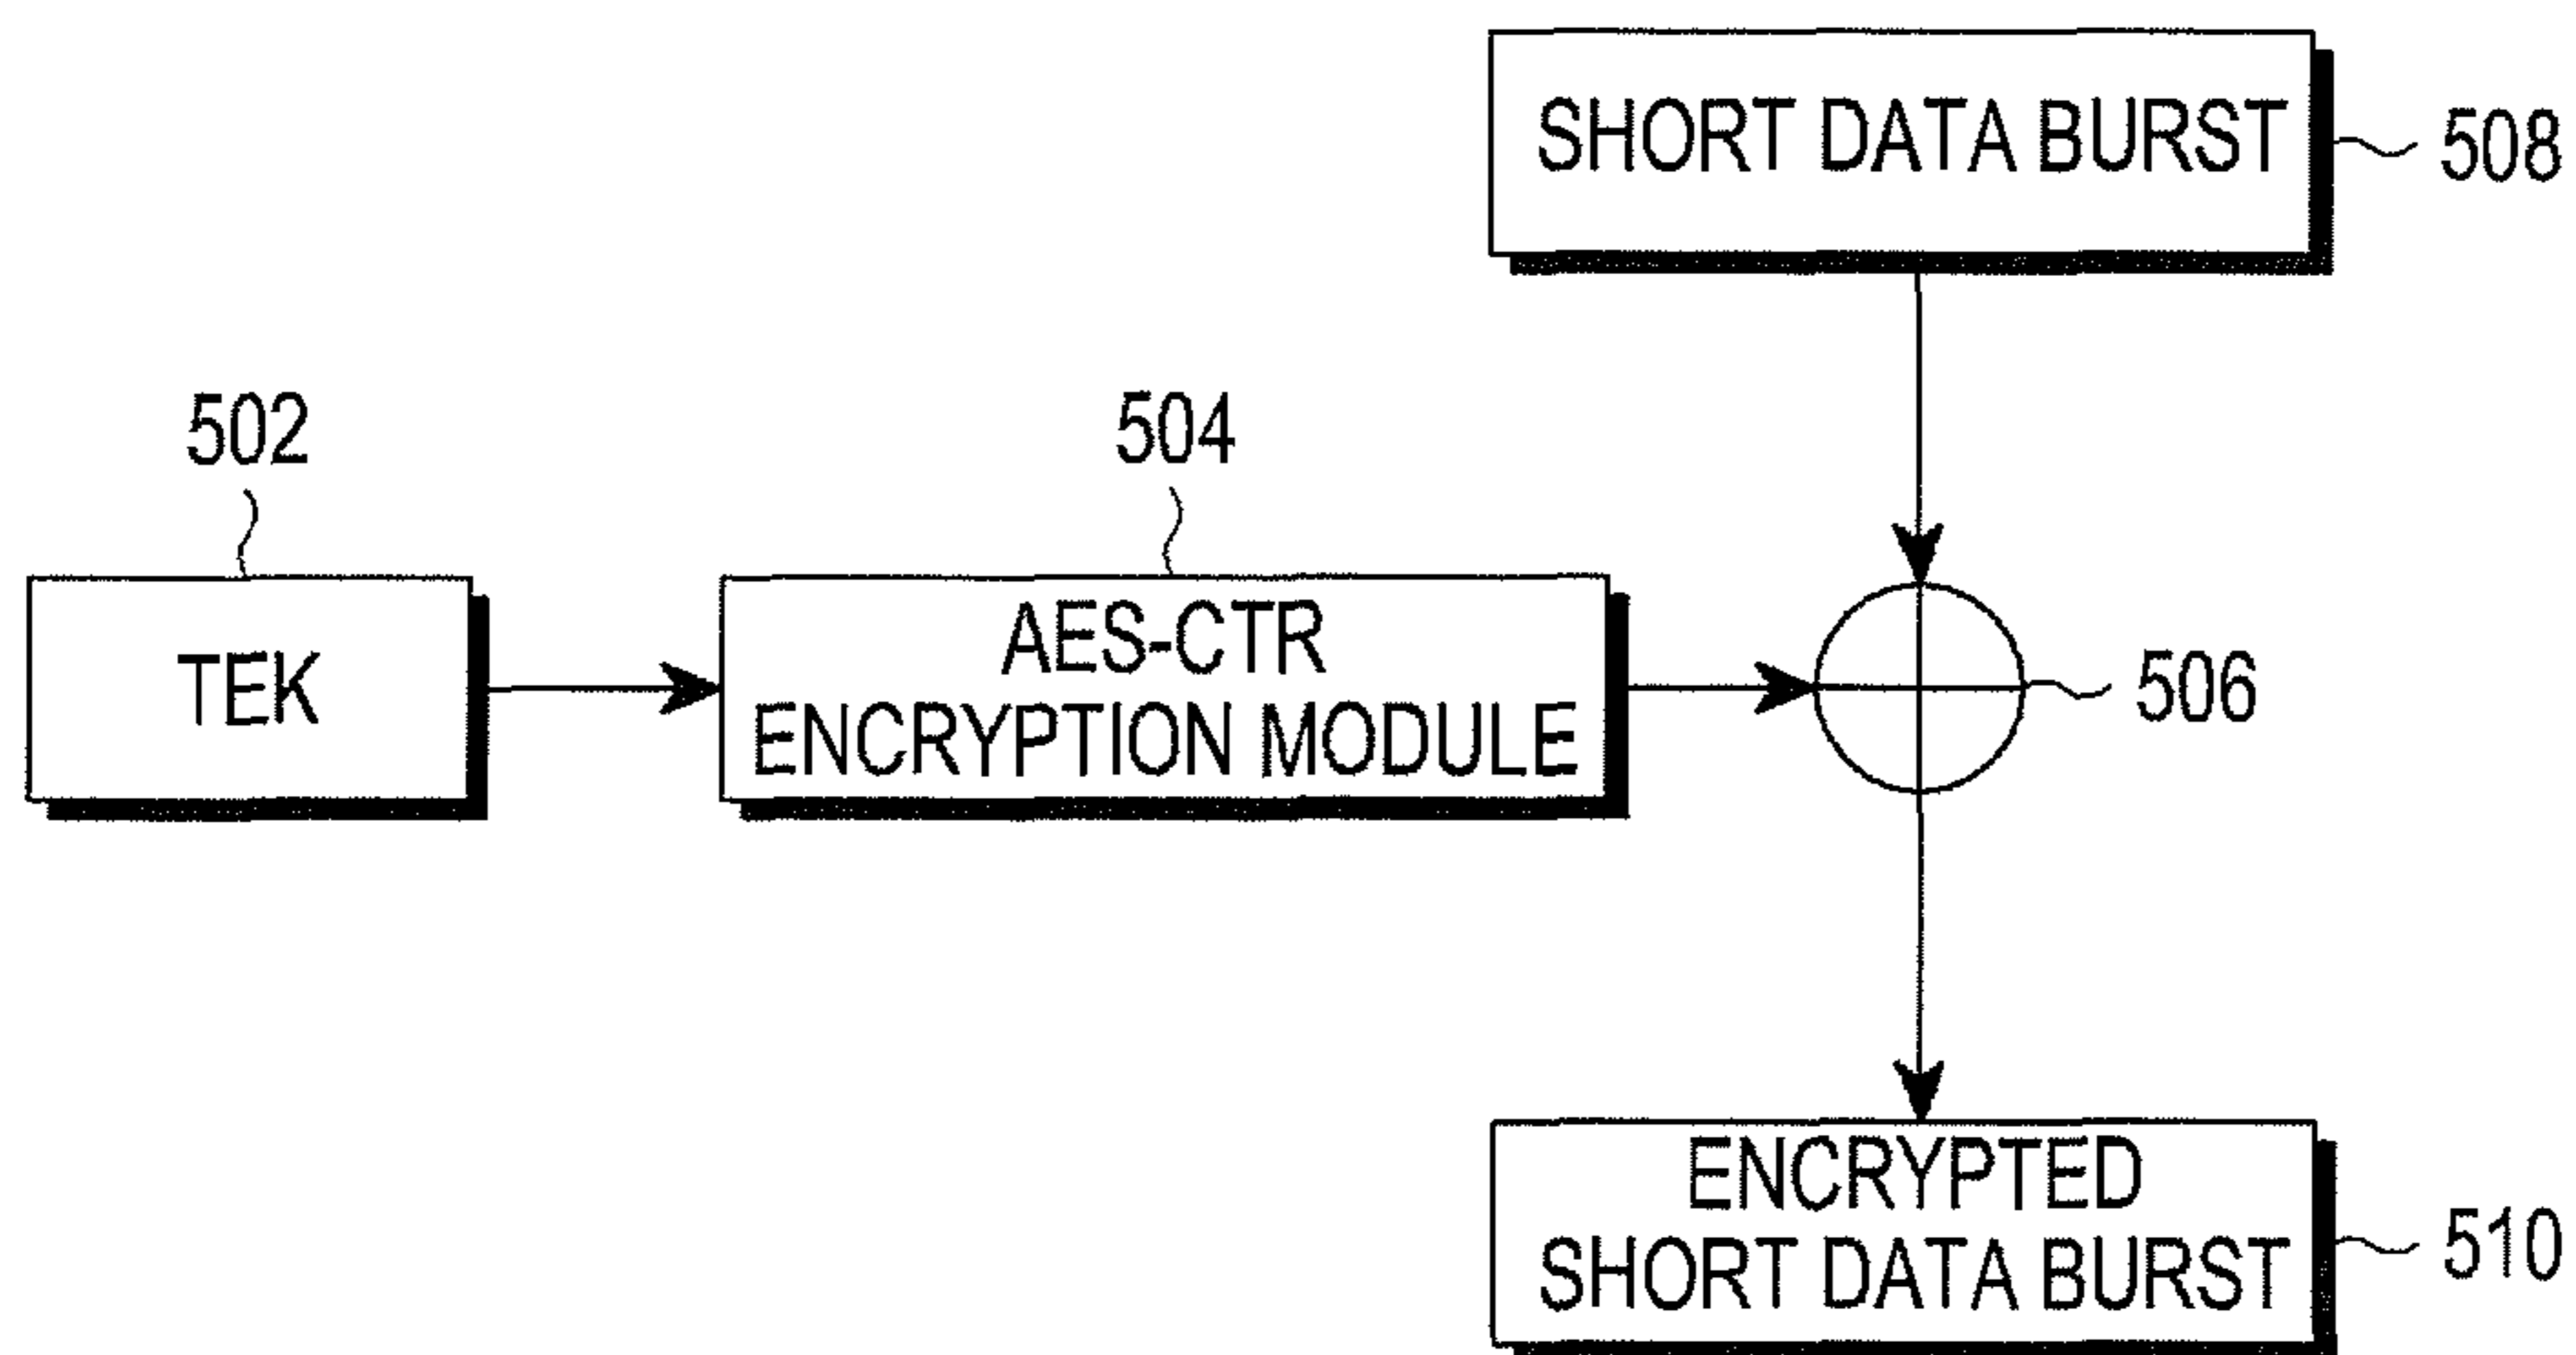 SHORT DATA BURST
508
502
504
TEK
AES-CTR
ENCRYPTION MODULE
506
ENCRYPTED
SHORT DATA BURST
510